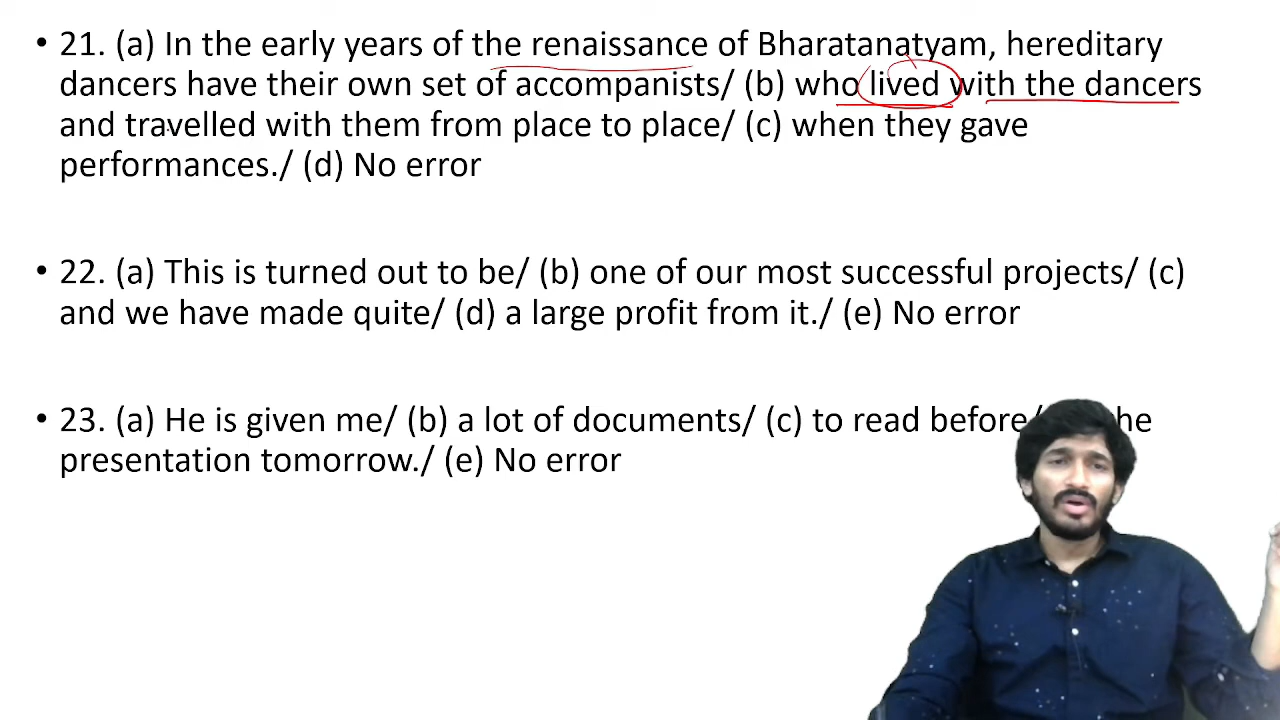 • 21. (a) In the early years of the renaissance of Bharatanatyam, hereditary
dancers have their own set of accompanists/ (b) who lived with the dancers
and travelled with them from place to place/ (c) when they gave
performances./ (d) No error
• 22. (a) This is turned out to be/ (b) one of our most successful projects/ (c)
and we have made quite/ (d) a large profit from it./ (e) No error
• 23. (a) He is given me/ (b) a lot of documents/ (c) to read before/
presentation tomorrow./ (e) No error